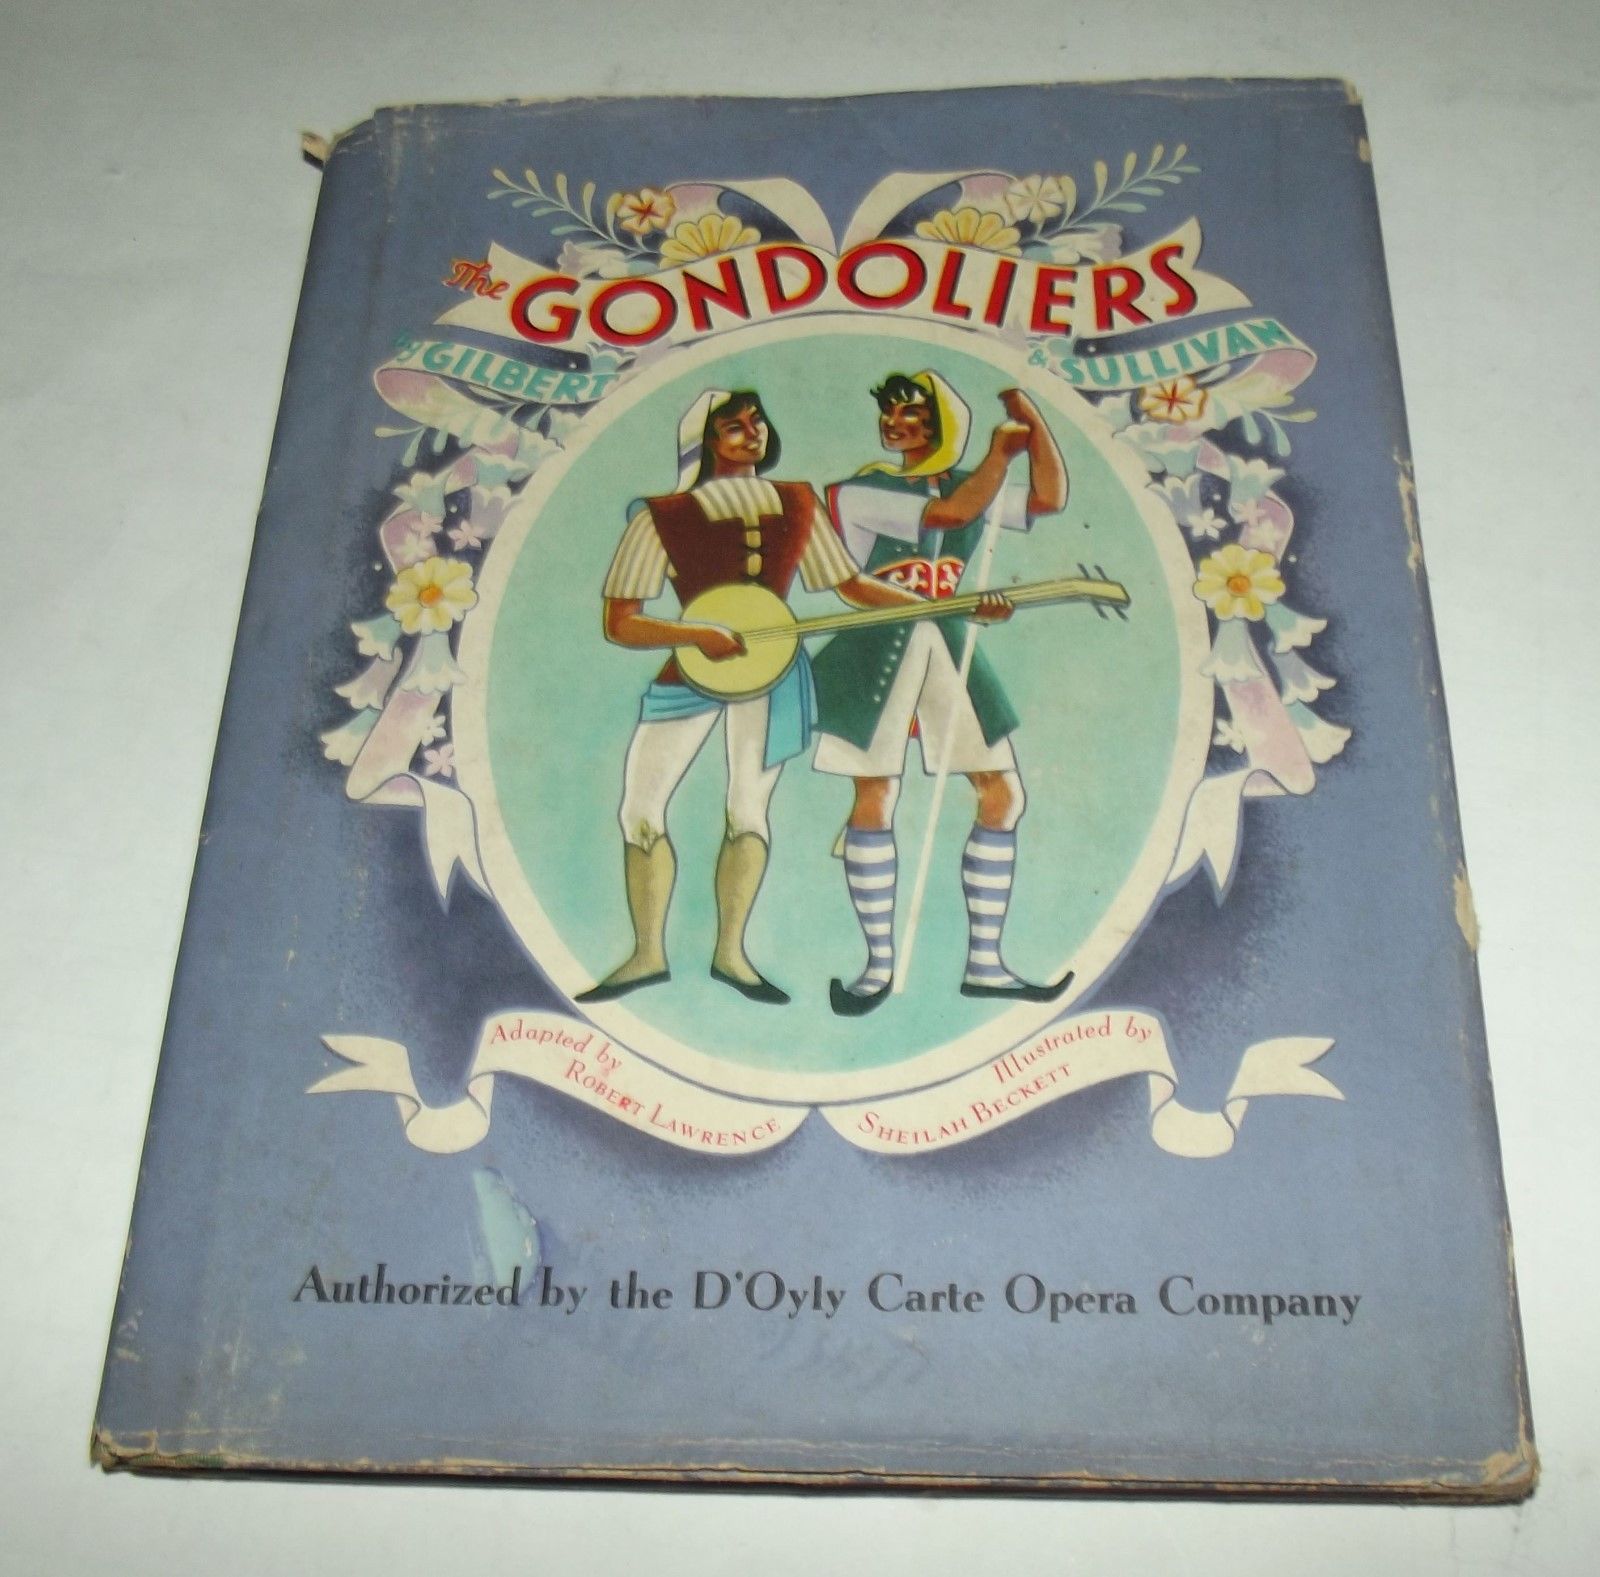 The GONDOLIERS
by GILBERT & SULLIVAN
Adapted by
ROBERT LAWRENCE
Illustrated by
SHEILAH BECKETT
Authorized by the D'Oyly Carte Opera Company